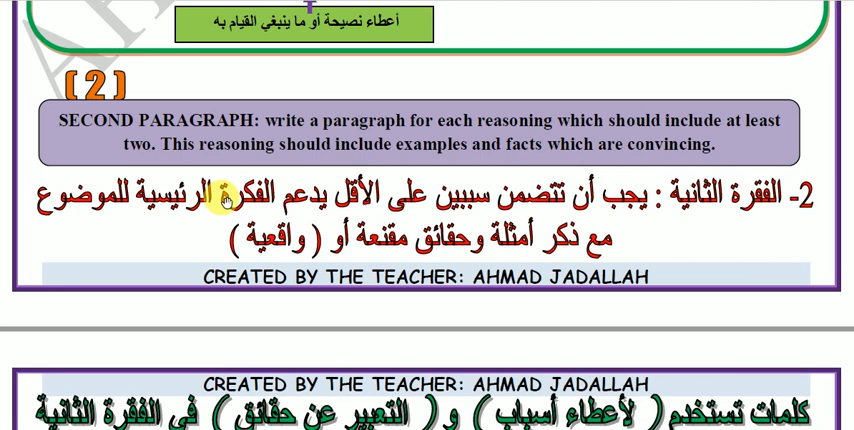 أعطاء نصيحة أو ما ينبغي القيام به
( 2 )
SECOND PARAGRAPH: write a paragraph for each reasoning which should include at least
two. This reasoning should include examples and facts which are convincing.
2- الفقرة الثانية : يجب أن تتضمن سببين على الأقل يدعم الفكرة الرئيسية للموضوع
مع ذكر أمثلة وحقائق مقنعة أو ( واقعية )
CREATED BY THE TEACHER: AHMAD JADALLAH
CREATED BY THE TEACHER: AHMAD JADALLAH
كلمات تستخدم ( لأعطاء أسباب ) و ( التعبير عن حقائق ) في الفقرة الثانية